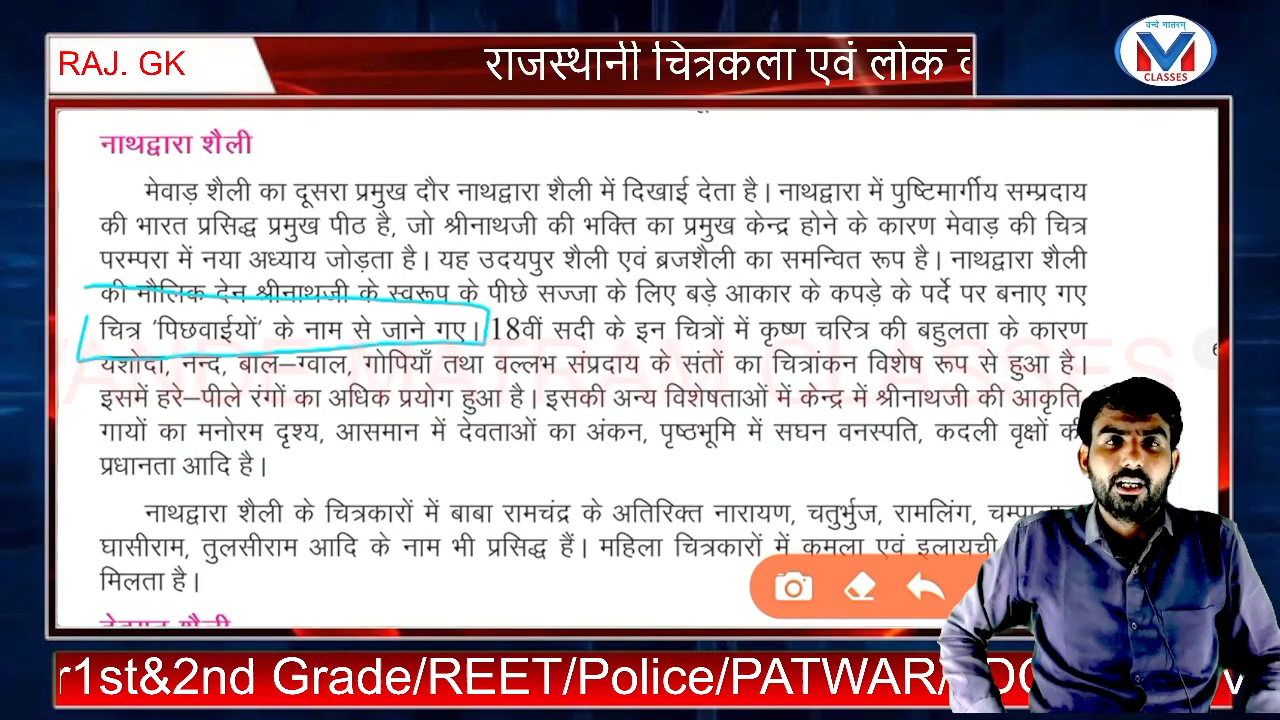 RAJ. GK
राजस्थानी चित्रकला एवं लोक
वन्दे मातरम्
VM
CLASSES
नाथद्वारा शैली
मेवाड़ शैली का दूसरा प्रमुख दौर नाथद्वारा शैली में दिखाई देता है। नाथद्वारा में पुष्टिमार्गीय सम्प्रदाय
की भारत प्रसिद्ध प्रमुख पीठ है, जो श्रीनाथजी की भक्ति का प्रमुख केन्द्र होने के कारण मेवाड़ की चित्र
परम्परा में नया अध्याय जोड़ता है। यह उदयपुर शैली एवं ब्रजशैली का समन्वित रूप है। नाथद्वारा शैली
की मौलिक देन श्रीनाथजी के स्वरूप के पीछे सज्जा के लिए बड़े आकार के कपड़े के पर्दे पर बनाए गए
चित्र 'पिछवाईयों' के नाम से जाने गए। 18वीं सदी के इन चित्रों में कृष्ण चरित्र की बहुलता के कारण
यशोदा, नन्द, बाल–ग्वाल, गोपियाँ तथा वल्लभ संप्रदाय के संतों का चित्रांकन विशेष रूप से हुआ है।
इसमें हरे–पीले रंगों का अधिक प्रयोग हुआ है। इसकी अन्य विशेषताओं में केन्द्र में श्रीनाथजी की आकृति,
गायों का मनोरम दृश्य, आसमान में देवताओं का अंकन, पृष्ठभूमि में सघन वनस्पति, कदली वृक्षों की
प्रधानता आदि है।
VANDE MATRAM CLASSES
नाथद्वारा शैली के चित्रकारों में बाबा रामचंद्र के अतिरिक्त नारायण, चतुर्भुज, रामलिंग,
घासीराम, तुलसीराम आदि के नाम भी प्रसिद्ध हैं। महिला चित्रकारों में कमला एवं इलायची
मिलता है।
r1st&2nd Grade/REET/Police/PATWAR/